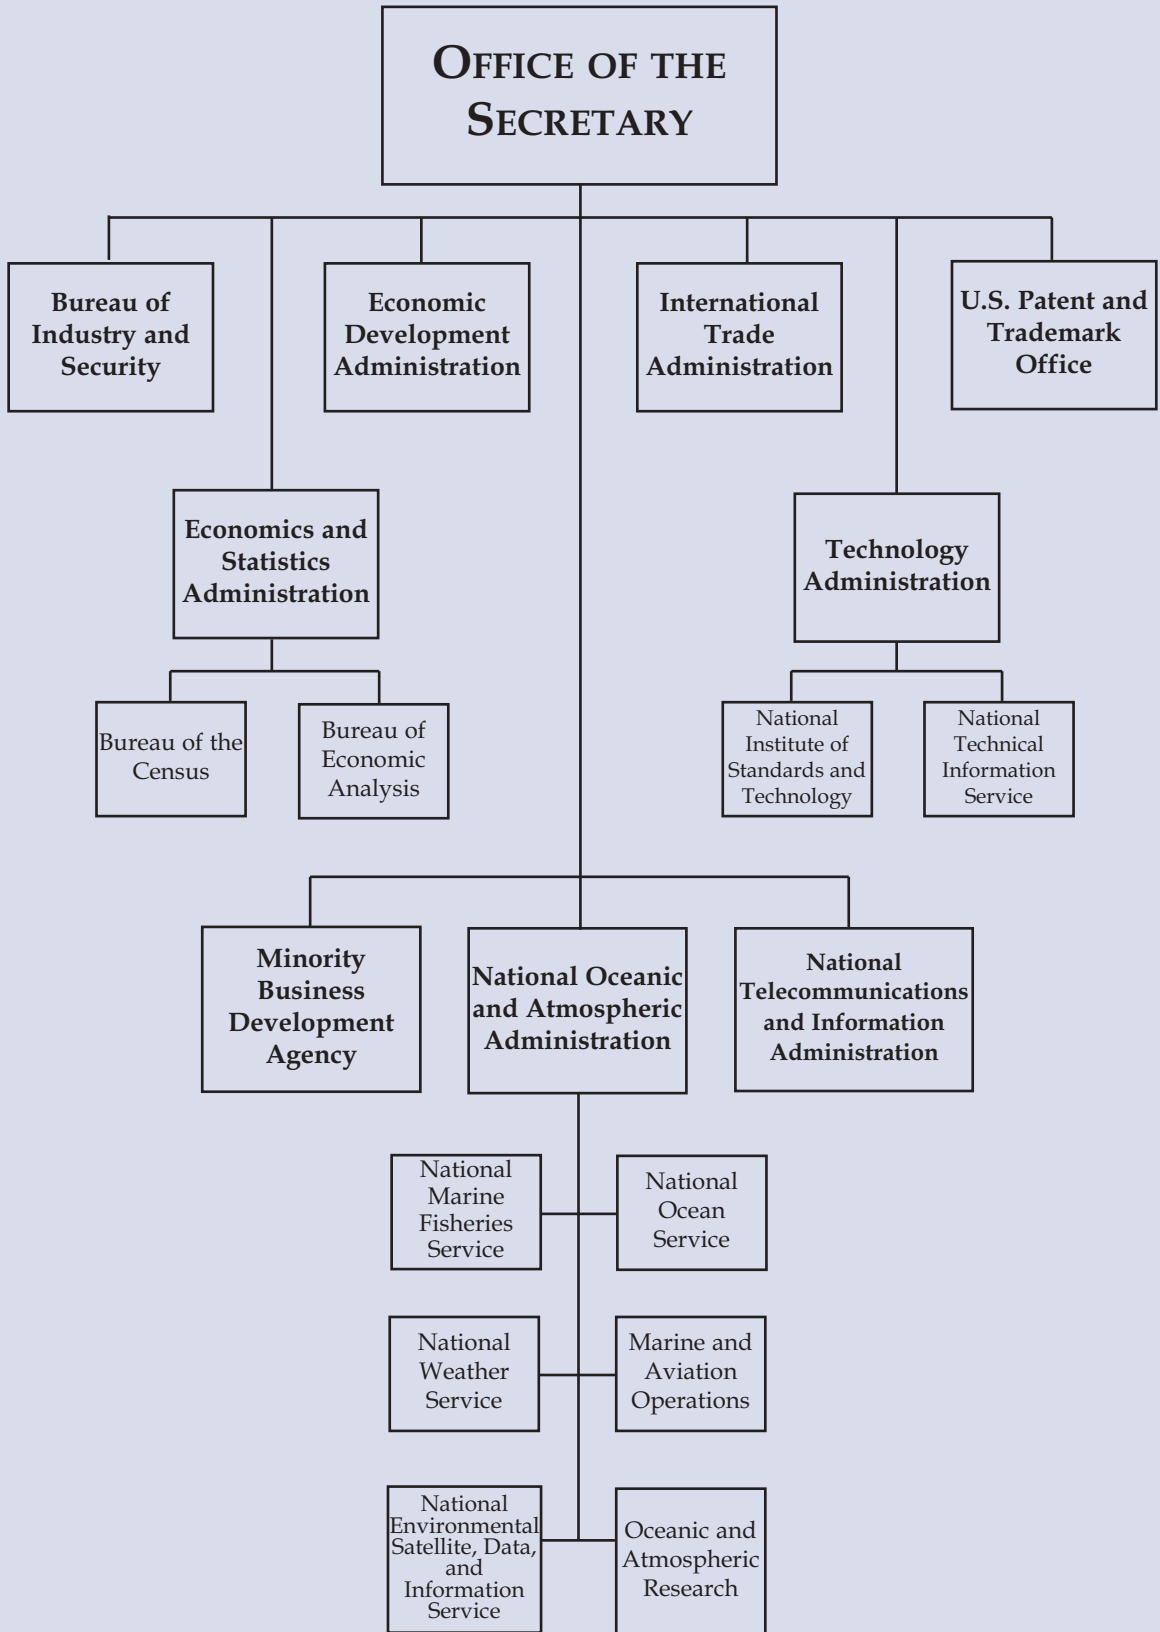 OFFICE OF THE
SECRETARY
Bureau of
Industry and
Security
Economic
Development
Administration
International
Trade
Administration
U.S. Patent and
Trademark
Office
Economics and
Statistics
Administration
Technology
Administration
Bureau of the
Census
Bureau of
Economic
Analysis
National
Institute of
Standards and
Technology
National
Technical
Information
Service
Minority
Business
Development
Agency
National Oceanic
and Atmospheric
Administration
National
Telecommunications
and Information
Administration
National
Marine
Fisheries
Service
National
Ocean
Service
National
Weather
Service
Marine and
Aviation
Operations
National
Environmental
Satellite, Data,
and
Information
Service
Oceanic and
Atmospheric
Research